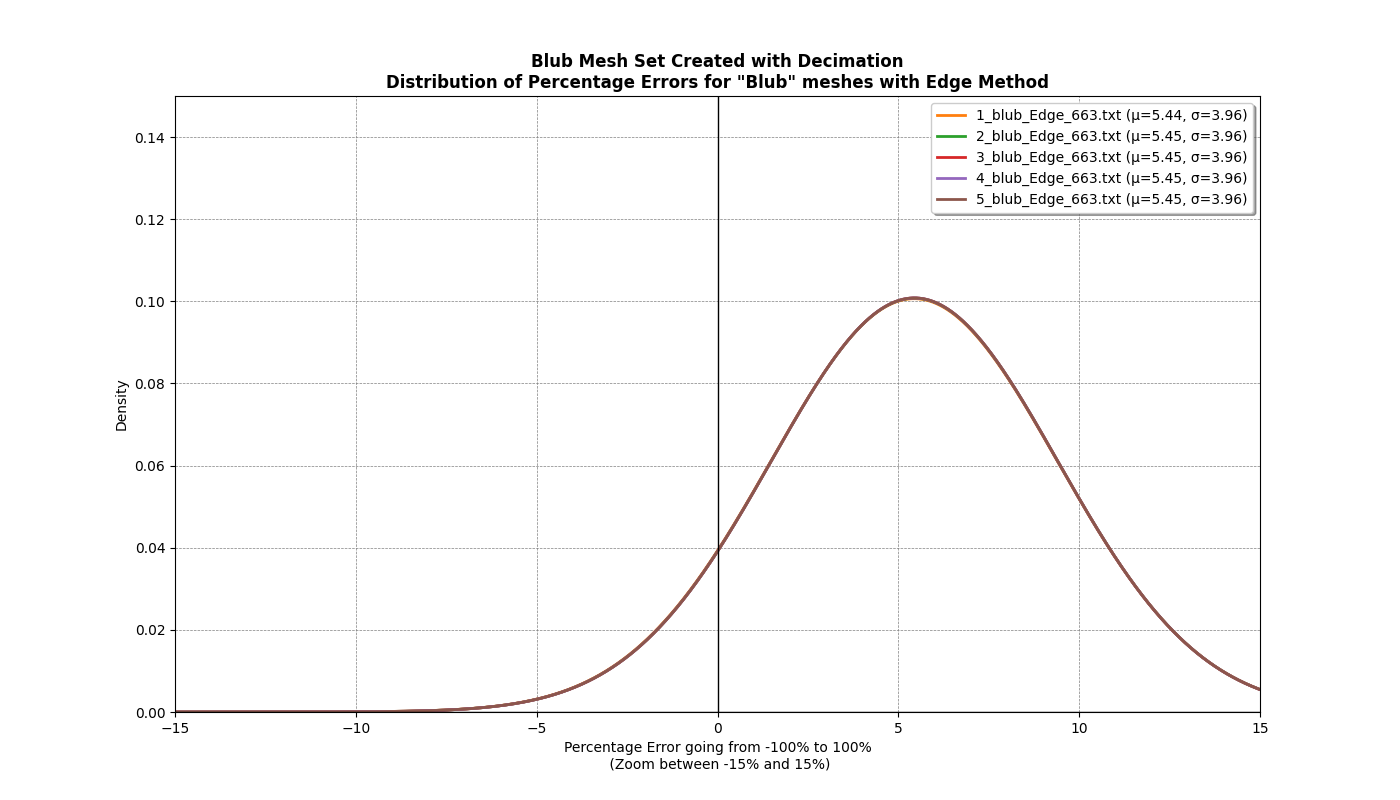 Blub Mesh Set Created with Decimation
Distribution of Percentage Errors for "Blub" meshes with Edge Method
1_blub_Edge_663.txt (μ=5.44, σ=3.96)
2_blub_Edge_663.txt (μ=5.45, σ=3.96)
3_blub_Edge_663.txt (μ=5.45, σ=3.96)
4_blub_Edge_663.txt (μ=5.45, σ=3.96)
5_blub_Edge_663.txt (μ=5.45, σ=3.96)
Density
0.14
0.12
0.10
0.08
0.06
0.04
0.02
0.00
−15 −10 −5 0 5 10 15
Percentage Error going from -100% to 100%
(Zoom between -15% and 15%)